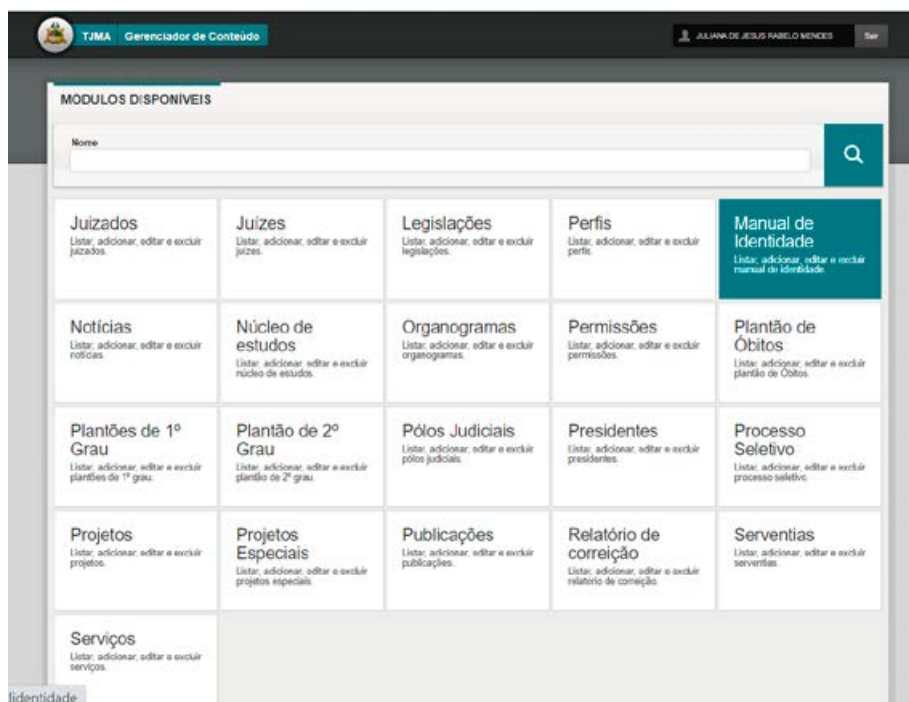 TJMA Gerenciador de Conteúdo
JULIANA DE JESUS RABELO MENDES
Sair
MÓDULOS DISPONÍVEIS
Nome
Juizados
Listar, adicionar, editar e excluir
juizados.
Juízes
Listar, adicionar, editar e excluir
juízes.
Legislações
Listar, adicionar, editar e excluir
legislações.
Perfis
Listar, adicionar, editar e excluir
perfis.
Manual de
Identidade
Listar, adicionar, editar e excluir
manual de identidade.
Notícias
Listar, adicionar, editar e excluir
notícias.
Núcleo de
estudos
Listar, adicionar, editar e excluir
núcleo de estudos.
Organogramas
Listar, adicionar, editar e excluir
organogramas.
Permissões
Listar, adicionar, editar e excluir
permissões.
Plantão de
Óbitos
Listar, adicionar, editar e excluir
plantão de Óbitos.
Plantões de 1º
Grau
Listar, adicionar, editar e excluir
plantões de 1º grau.
Plantão de 2º
Grau
Listar, adicionar, editar e excluir
plantão de 2º grau.
Pólos Judiciais
Listar, adicionar, editar e excluir
pólos judiciais.
Presidentes
Listar, adicionar, editar e excluir
presidentes.
Processo
Seletivo
Listar, adicionar, editar e excluir
processo seletivo.
Projetos
Listar, adicionar, editar e excluir
projetos.
Projetos
Especiais
Listar, adicionar, editar e excluir
projetos especiais.
Publicações
Listar, adicionar, editar e excluir
publicações.
Relatório de
correição
Listar, adicionar, editar e excluir
relatorio de correição.
Serventias
Listar, adicionar, editar e excluir
serventias.
Serviços
Listar, adicionar, editar e excluir
serviços.
lidentidade